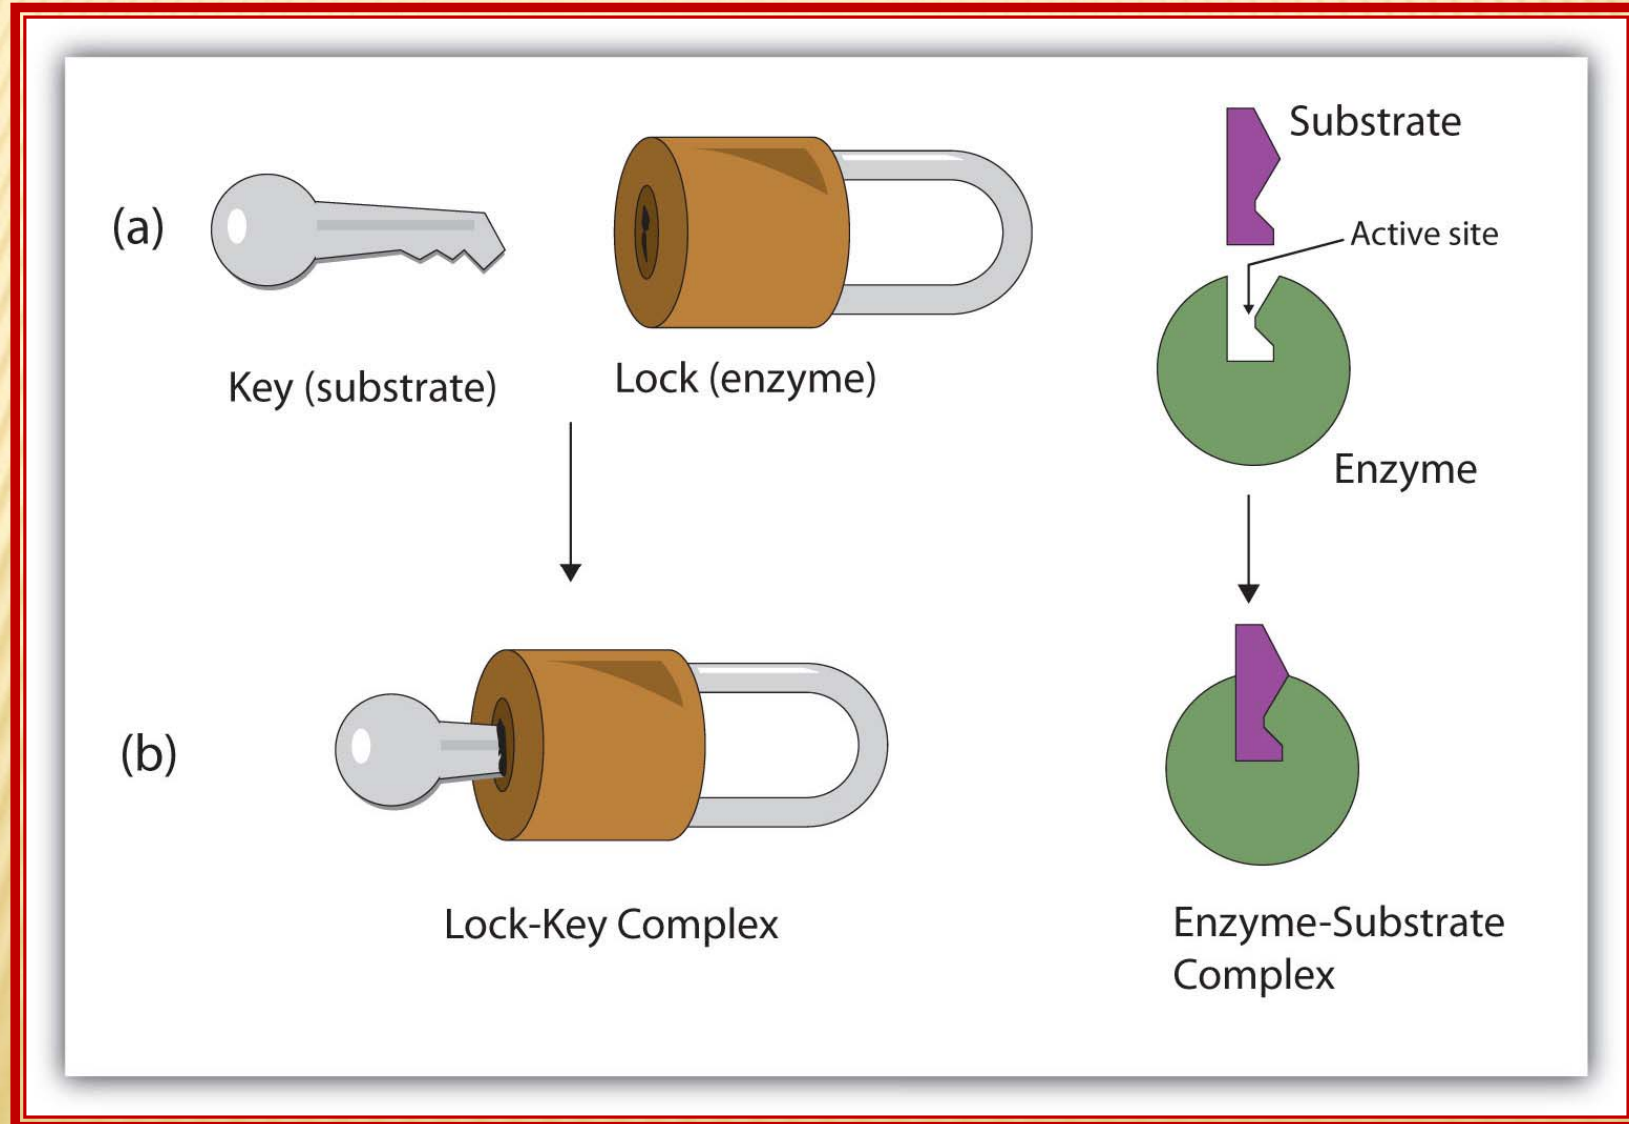 (a)
Key (substrate)
Lock (enzyme)
Substrate
Active site
Enzyme
(b)
Lock-Key Complex
Enzyme-Substrate
Complex